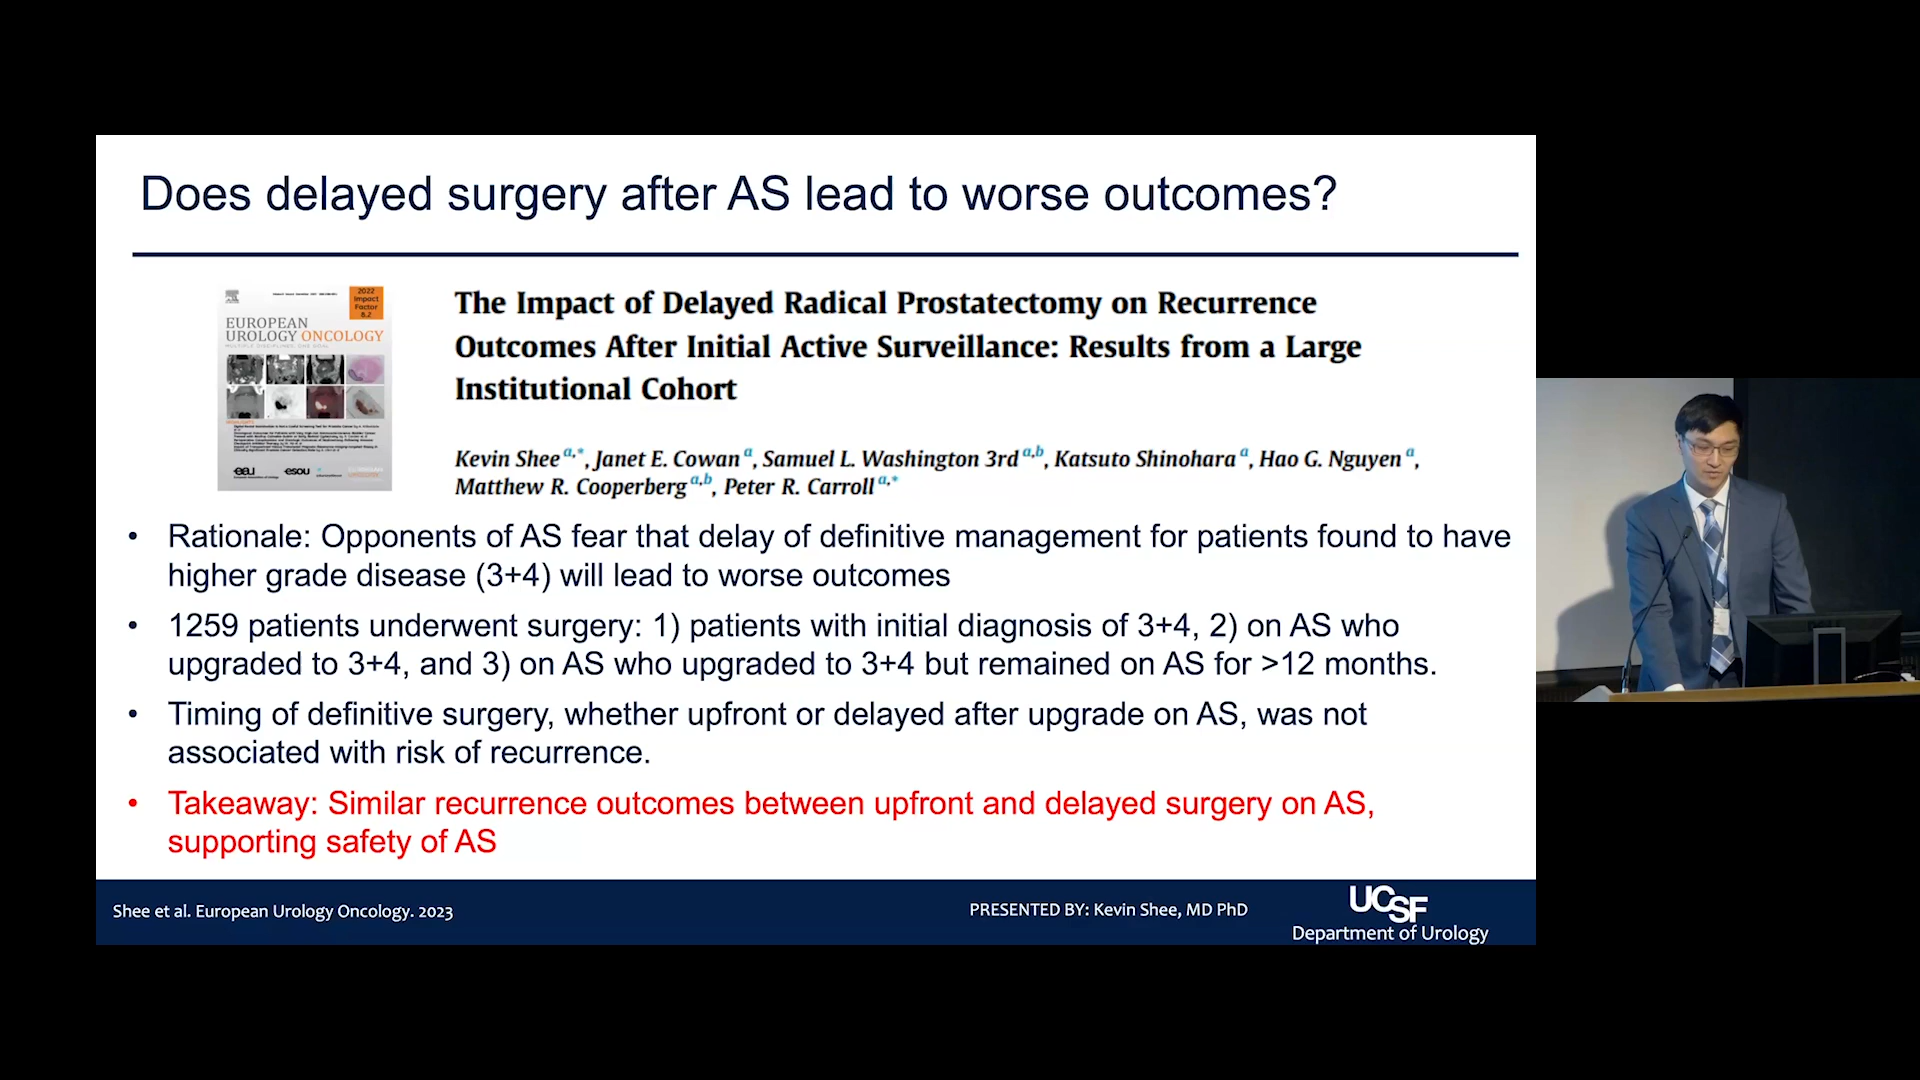 Does delayed surgery after AS lead to worse outcomes?
2022
Impact
Factor
6.2
EUROPEAN
UROLOGY ONCOLOGY
The Impact of Delayed Radical Prostatectomy on Recurrence
Outcomes After Initial Active Surveillance: Results from a Large
Institutional Cohort
Kevin Shee a,*, Janet E. Cowan a, Samuel L. Washington 3rd a,b, Katsuto Shinohara a, Hao G. Nguyen a,
Matthew R. Cooperberg a,b, Peter R. Carroll a,*
eau
esou
• Rationale: Opponents of AS fear that delay of definitive management for patients found to have
higher grade disease (3+4) will lead to worse outcomes
• 1259 patients underwent surgery: 1) patients with initial diagnosis of 3+4, 2) on AS who
upgraded to 3+4, and 3) on AS who upgraded to 3+4 but remained on AS for >12 months.
• Timing of definitive surgery, whether upfront or delayed after upgrade on AS, was not
associated with risk of recurrence.
• Takeaway: Similar recurrence outcomes between upfront and delayed surgery on AS,
supporting safety of AS
Shee et al. European Urology Oncology. 2023
PRESENTED BY: Kevin Shee, MD PhD
UCSF
Department of Urology